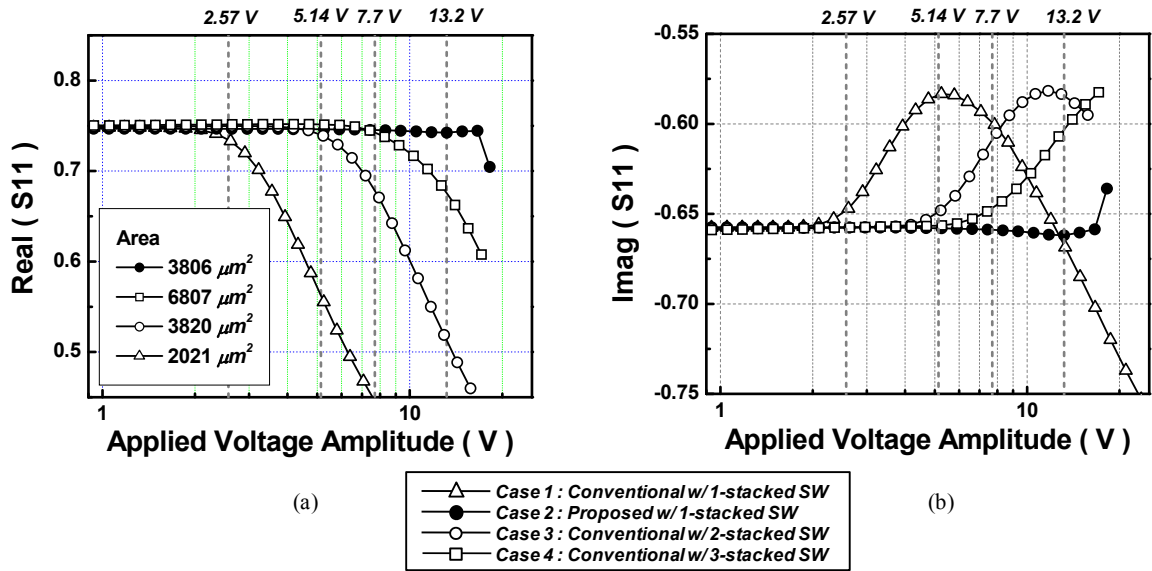 2.57 V 5.14 V 7.7 V 13.2 V
0.8
0.7
0.6
0.5
Real ( S11 )
Area
3806 μm²
6807 μm²
3820 μm²
2021 μm²
1 10
Applied Voltage Amplitude ( V )
(a)
2.57 V 5.14 V 7.7 V 13.2 V
-0.55
-0.60
-0.65
-0.70
-0.75
Imag ( S11 )
1 10
Applied Voltage Amplitude ( V )
(b)
Case 1 : Conventional w/ 1-stacked SW
Case 2 : Proposed w/ 1-stacked SW
Case 3 : Conventional w/ 2-stacked SW
Case 4 : Conventional w/ 3-stacked SW